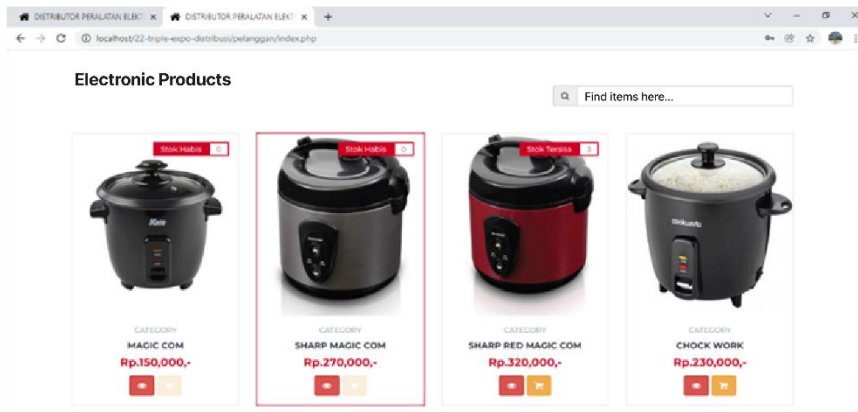 DISTRIBUTOR PERALATAN ELEKT
DISTRIBUTOR PERALATAN ELEKT
localhost/22-triple-expo-distribusi/pelanggan/index.php
Electronic Products
Find items here...
Stok Habis 0
Stok Habis 0
Stok Tersisa 3
CATEGORY
MAGIC COM
Rp.150,000,-
CATEGORY
SHARP MAGIC COM
Rp.270,000,-
CATEGORY
SHARP RED MAGIC COM
Rp.320,000,-
CATEGORY
CHOCK WORK
Rp.230,000,-